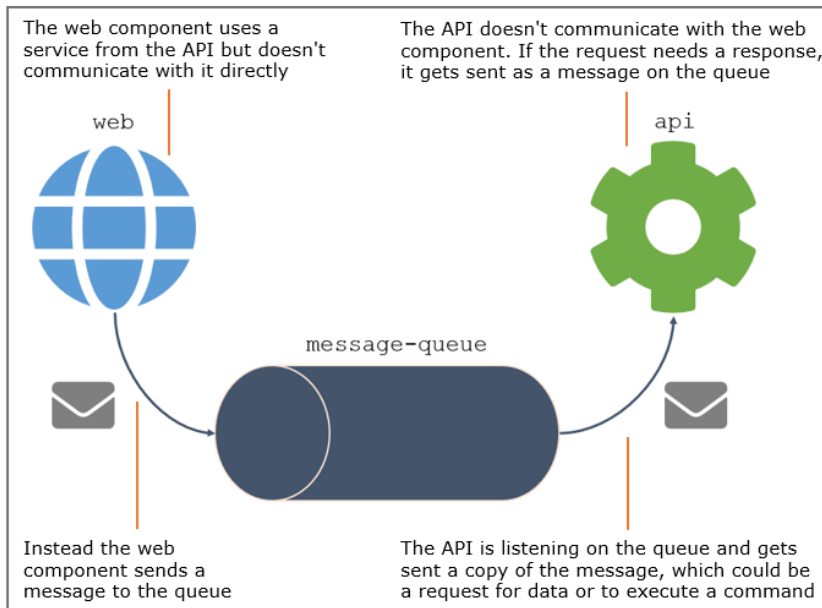 The web component uses a
service from the API but doesn't
communicate with it directly
The API doesn't communicate with the web
component. If the request needs a response,
it gets sent as a message on the queue
web
api
message-queue
Instead the web
component sends a
message to the queue
The API is listening on the queue and gets
sent a copy of the message, which could be
a request for data or to execute a command